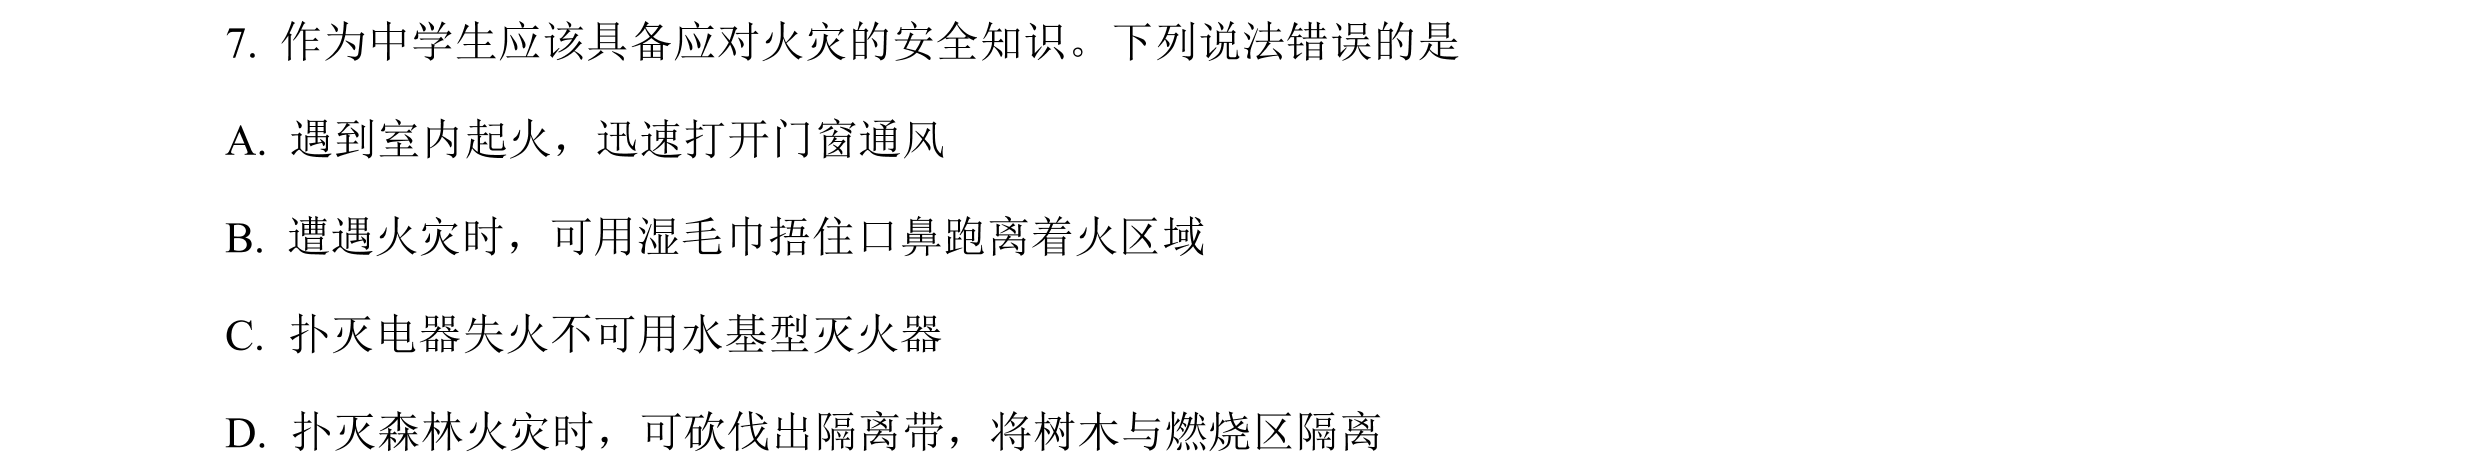 7. 作为中学生应该具备应对火灾的安全知识。下列说法错误的是
A. 遇到室内起火，迅速打开门窗通风
B. 遭遇火灾时，可用湿毛巾捂住口鼻跑离着火区域
C. 扑灭电器失火不可用水基型灭火器
D. 扑灭森林火灾时，可砍伐出隔离带，将树木与燃烧区隔离